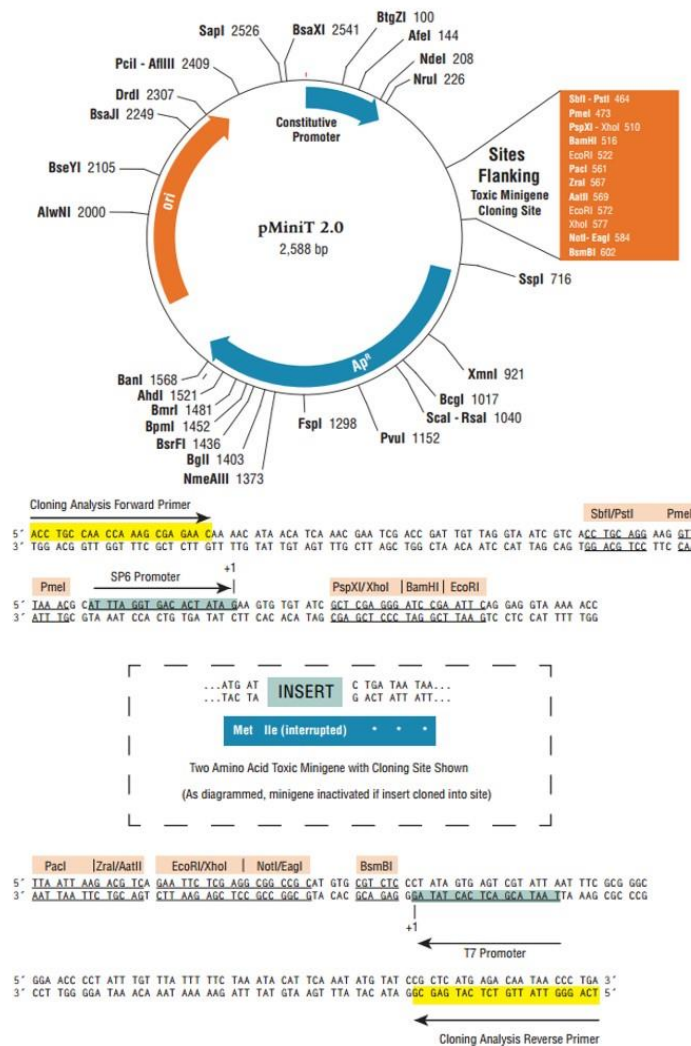 SapI 2526
BsaXI 2541
BtgZI 100
AfeI 144
NdeI 208
NruI 226
PciI - AflIII 2409
DrdI 2307
BsaJI 2249
BseYI 2105
AlwNI 2000
Constitutive
Promoter
ori
pMiniT 2.0
2,588 bp
Sites
Flanking
Toxic Minigene
Cloning Site
SbfI - PstI 464
PmeI 473
PspXI - XhoI 510
BamHI 516
EcoRI 522
PacI 561
ZraI 567
AatII 569
EcoRI 572
XhoI 577
NotI- EagI 584
BsmBI 602
SspI 716
ApR
XmnI 921
BcgI 1017
ScaI - RsaI 1040
PvuI 1152
FspI 1298
BanI 1568
AhdI 1521
BmrI 1481
BpmI 1452
BsrFI 1436
BglI 1403
NmeAIII 1373
Cloning Analysis Forward Primer
SbfI/PstI PmeI
5´ ACC TGC CAA CCA AAG CGA GAA CAA AAC ATA ACA TCA AAC GAA TCG ACC GAT TGT TAG GTA ATC GTC ACC TGC AGG AAG GTT
3´ TGG ACG GTT GGT TTC GCT CTT GTT TTG TAT TGT AGT TTG CTT AGC TGG CTA ACA ATC CAT TAG CAG TGG ACG TCC TTC CA
PmeI SP6 Promoter +1 PspXI/XhoI BamHI EcoRI
TAA ACG CAT TTA GGT GAC ACT ATA GAA GTG TGT ATC GCT CGA GGG ATC CGA ATT CAG GAG GTA AAA ACC
ATT TGC GTA AAT CCA CTG TGA TAT CTT CAC ACA TAG CGA GCT CCC TAG GCT TAA GTC CTC CAT TTT TGG
...ATG AT INSERT C TGA TAA TAA...
...TAC TA G ACT ATT ATT...
Met Ile (interrupted) * * *
Two Amino Acid Toxic Minigene with Cloning Site Shown
(As diagrammed, minigene inactivated if insert cloned into site)
PacI ZraI/AatII EcoRI/XhoI NotI/EagI BsmBI
5´ TTA ATT AAG ACG TCA GAA TTC TCG AGG CGG CCG CAT GTG CGT CTC CCT ATA GTG AGT CGT ATT AAT TTC GCG GGC
3´ AAT TAA TTC TGC AGT CTT AAG AGC TCC GCC GGC GTA CAC GCA GAG GGA TAT CAC TCA GCA TAA TTA AAG CGC CCG
+1
T7 Promoter
5´ GGA ACC CCT ATT TGT TTA TTT TTC TAA ATA CAT TCA AAT ATG TAT CCG CTC ATG AGA CAA TAA CCC TGA 3´
3´ CCT TGG GGA TAA ACA AAT AAA AAG ATT TAT GTA AGT TTA TAC ATA GGC GAG TAC TCT GTT ATT GGG ACT 5´
Cloning Analysis Reverse Primer